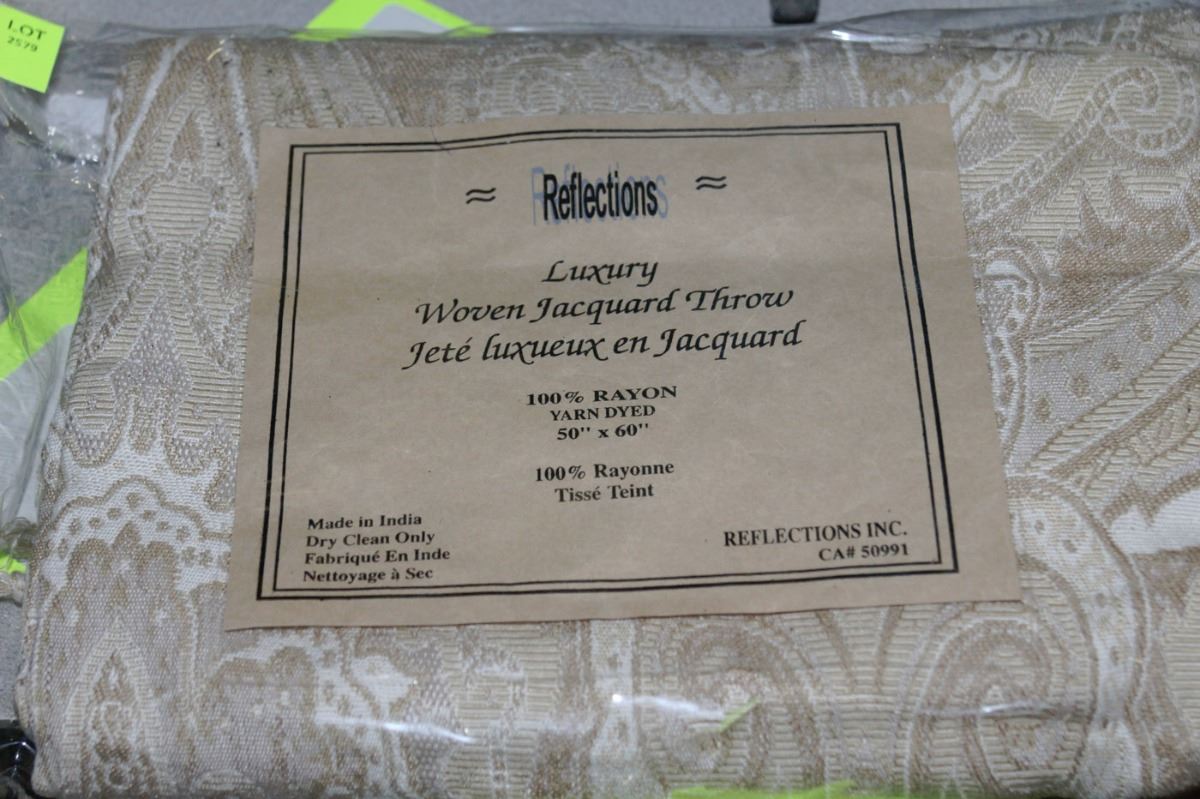 LOT
2579
≈ Reflections ≈
Luxury
Woven Jacquard Throw
Jeté luxueux en Jacquard
100% RAYON
YARN DYED
50" x 60"
100% Rayonne
Tissé Teint
Made in India
Dry Clean Only
Fabriqué En Inde
Nettoyage à Sec
REFLECTIONS INC.
CA# 50991